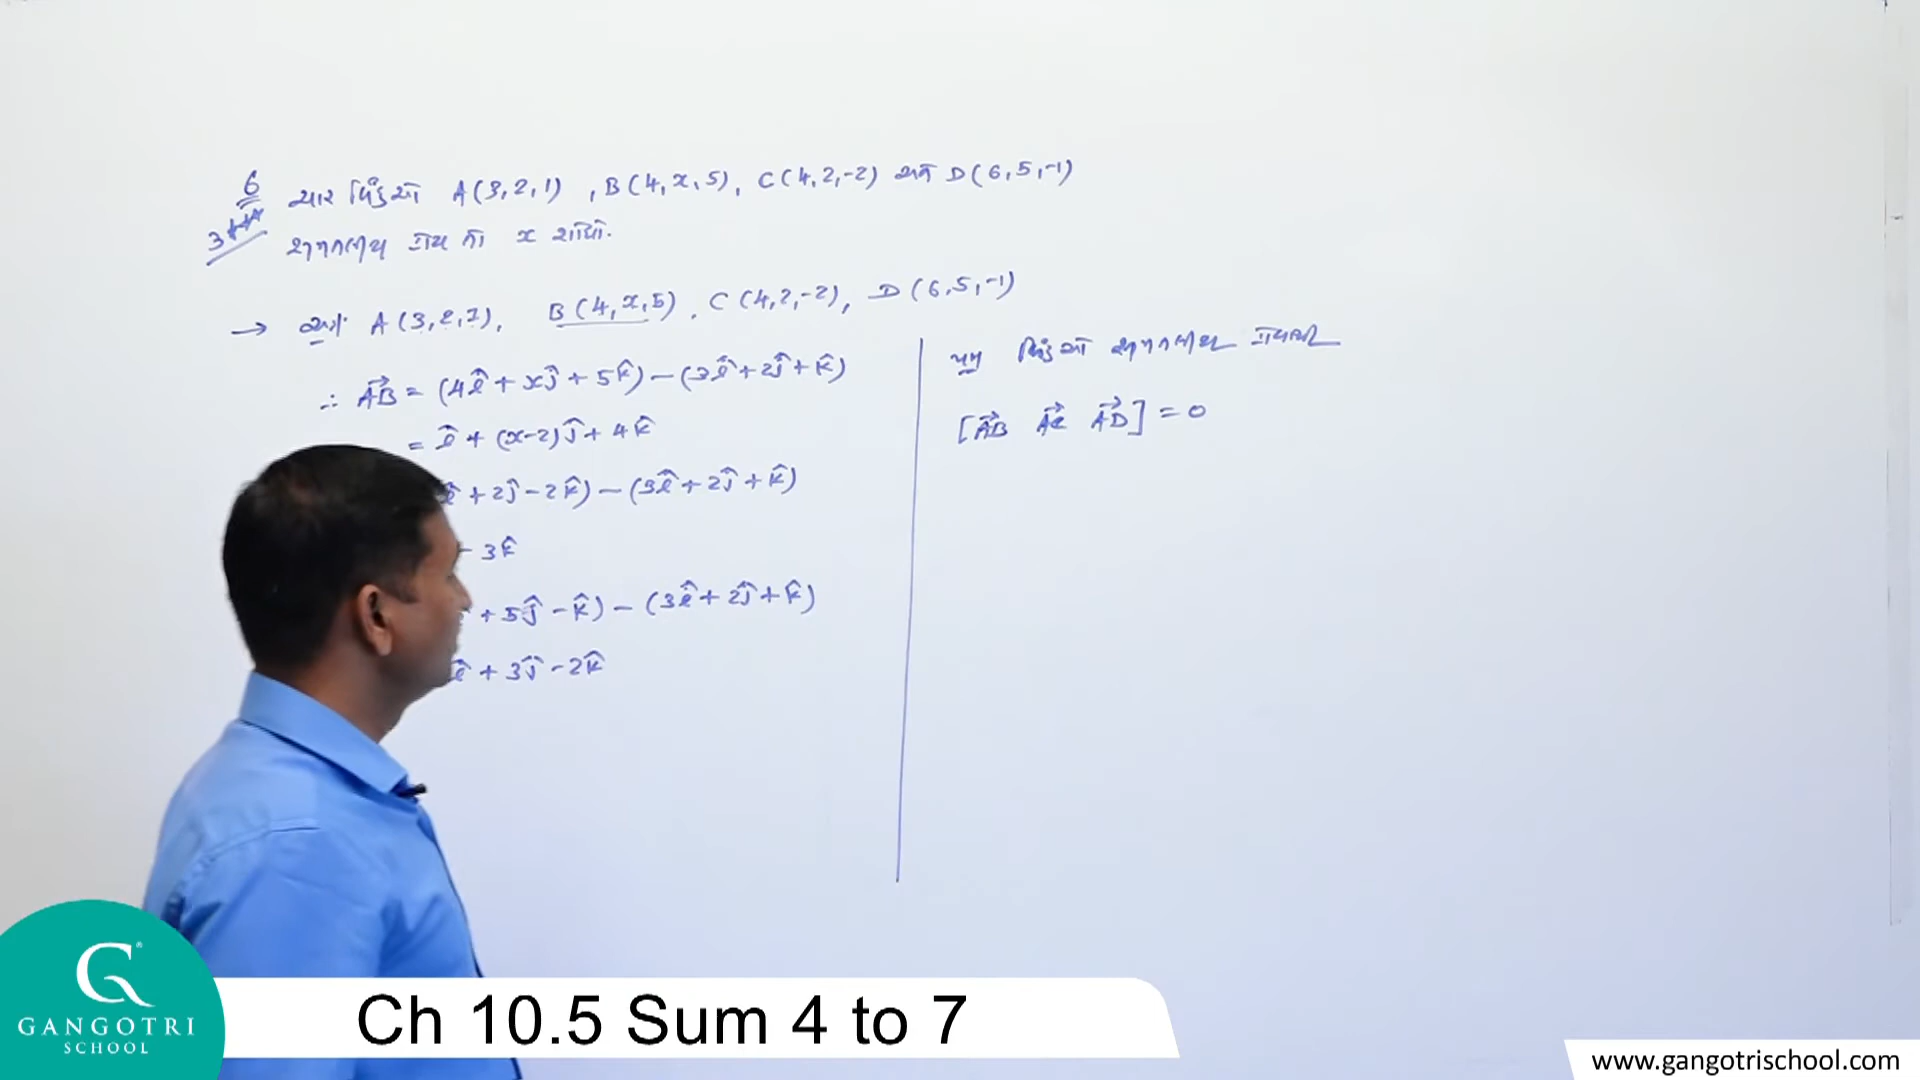 6 ચાર બિંદુઓ A(3,2,1) , B(4,x,5), C(4,2,-2) અને D(6,5,-1)
3
સમતલીય હોય તો x શોધો.
→ અહીં A(3,2,1), B(4,x,5), C(4,2,-2), D(6,5,-1)
∴ AB⃗ = (4î + xĵ + 5k̂) − (3î + 2ĵ + k̂)
= î + (x-2)ĵ + 4k̂
î + 2ĵ - 2k̂) − (3î + 2ĵ + k̂)
- 3k̂
+ 5ĵ - k̂) − (3î + 2ĵ + k̂)
î + 3ĵ - 2k̂
બિંદુઓ સમતલીય હોવાથી
[AB⃗ AC⃗ AD⃗] = 0
G®
GANGOTRI
SCHOOL
Ch 10.5 Sum 4 to 7
www.gangotrischool.com